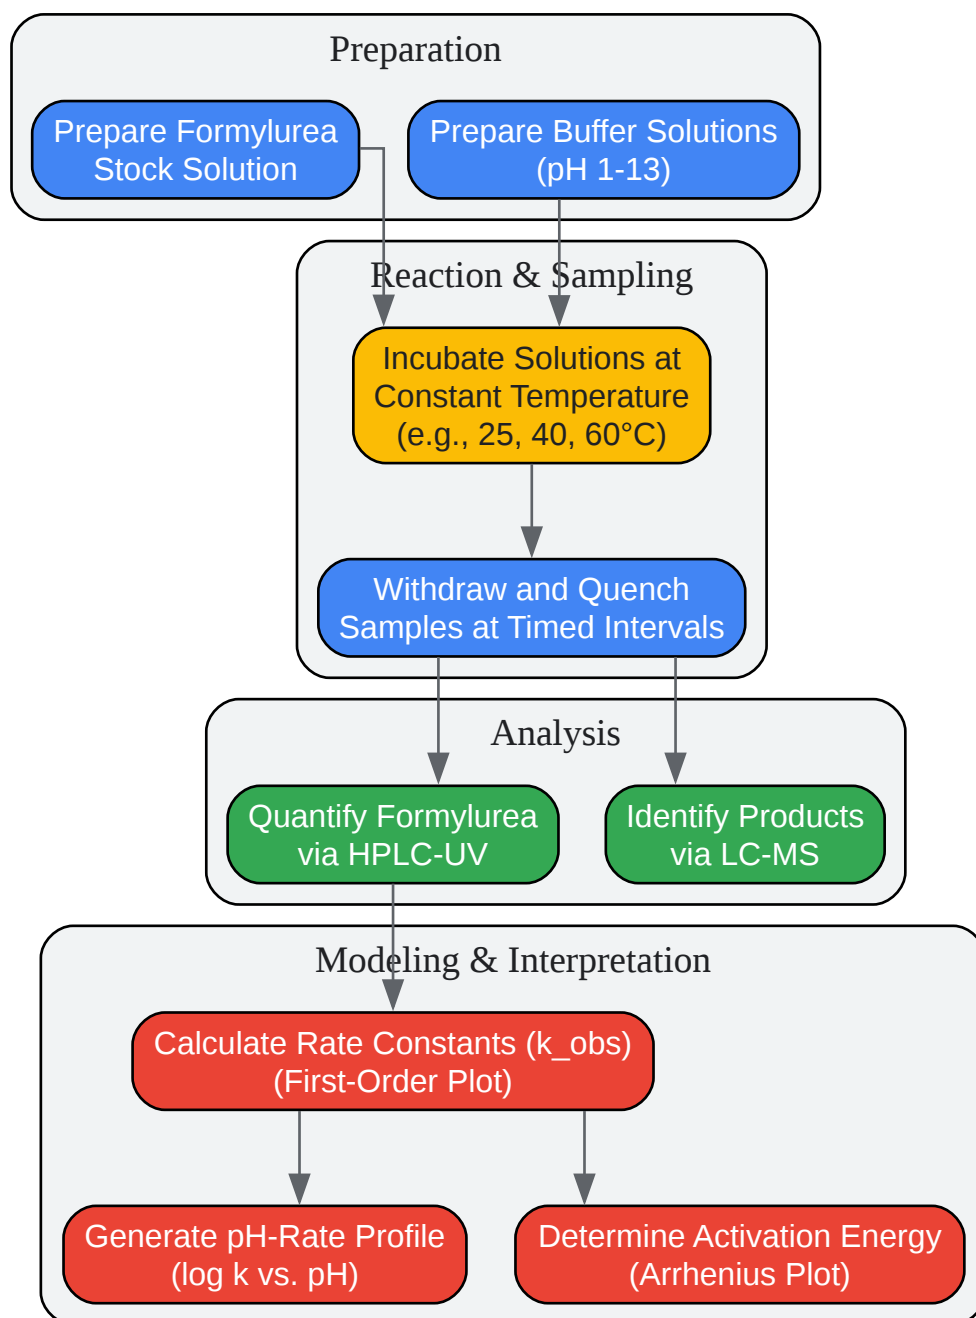 Preparation
Prepare Formylurea
Stock Solution
Prepare Buffer Solutions
(pH 1-13)
Reaction & Sampling
Incubate Solutions at
Constant Temperature
(e.g., 25, 40, 60°C)
Withdraw and Quench
Samples at Timed Intervals
Analysis
Quantify Formylurea
via HPLC-UV
Identify Products
via LC-MS
Modeling & Interpretation
Calculate Rate Constants (k_obs)
(First-Order Plot)
Generate pH-Rate Profile
(log k vs. pH)
Determine Activation Energy
(Arrhenius Plot)